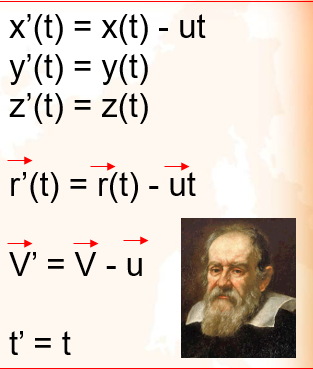 x’(t) = x(t) - ut
y’(t) = y(t)
z’(t) = z(t)
r’(t) = r(t) - ut
V’ = V - u
t’ = t